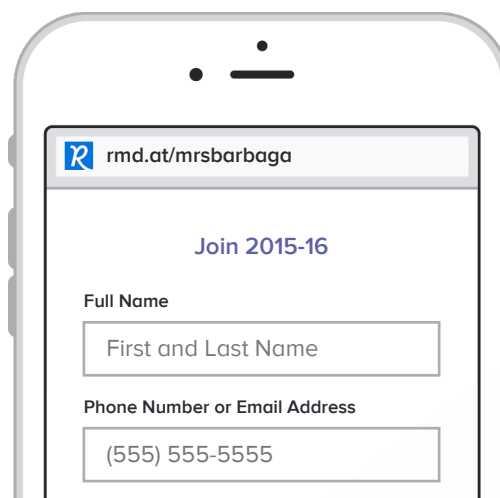 rmd.at/mrsbarbaga
Join 2015-16
Full Name
First and Last Name
Phone Number or Email Address
(555) 555-5555